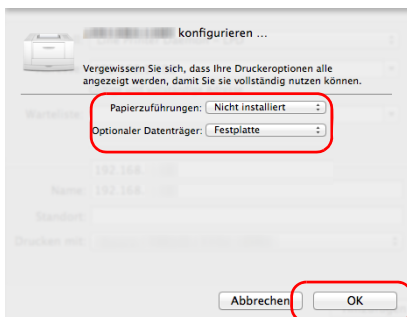 konfigurieren ...
Vergewissern Sie sich, dass Ihre Druckeroptionen alle
angezeigt werden, damit Sie sie vollständig nutzen können.
Papierzuführungen: Nicht installiert
Warteliste:
Optionaler Datenträger: Festplatte
192.168.
Name: 192.168.
Standort:
Drucken mit:
Abbrechen OK